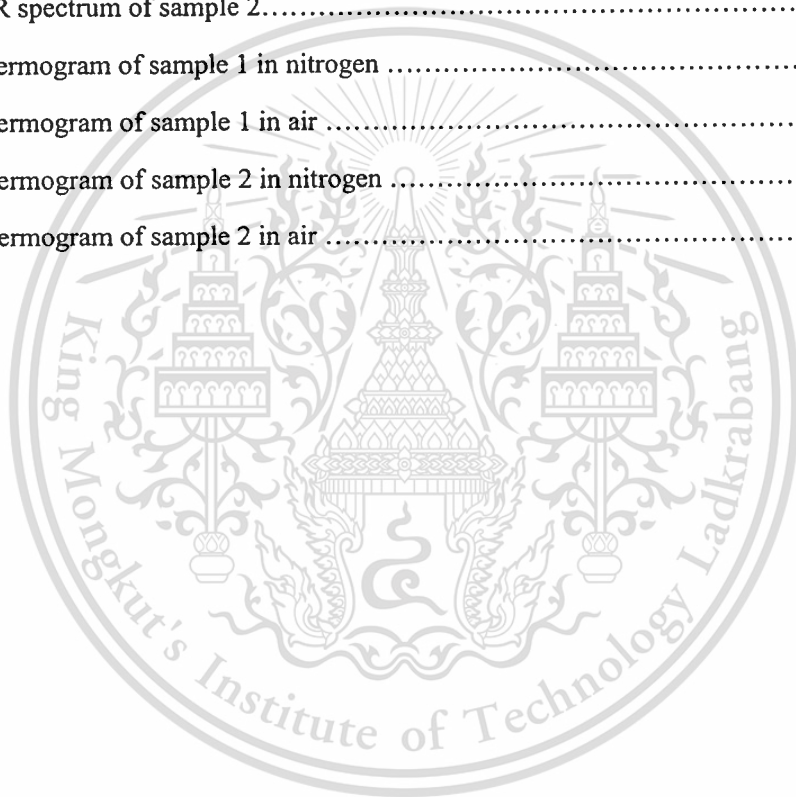 R spectrum of sample 2..........................................................................
ermogram of sample 1 in nitrogen ........................................................
ermogram of sample 1 in air ..................................................................
ermogram of sample 2 in nitrogen ........................................................
ermogram of sample 2 in air ..................................................................
King Mongkut's Institute of Technology Ladkrabang